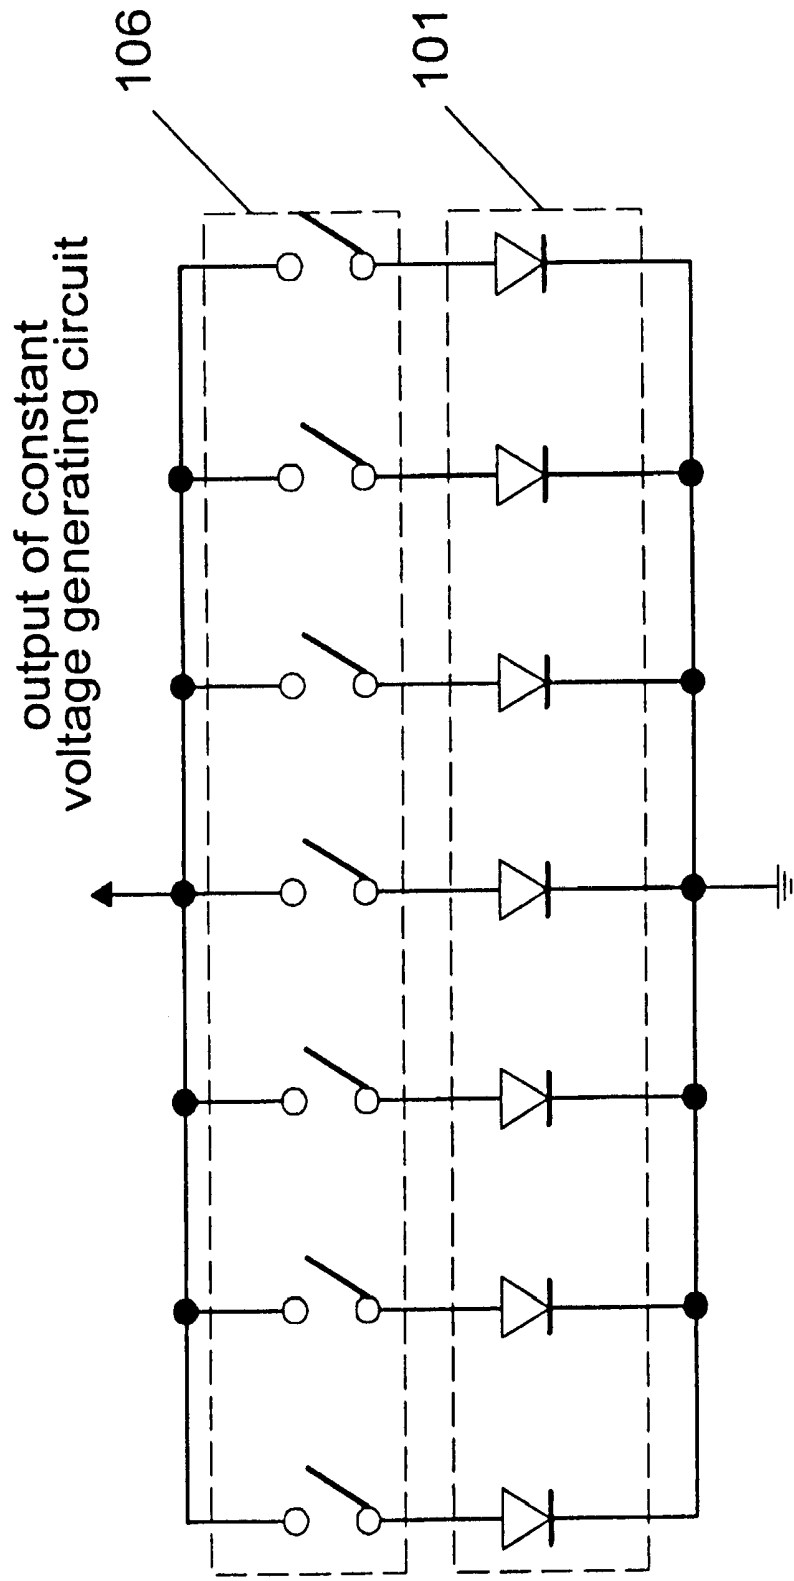 output of constant
voltage generating circuit
106
101